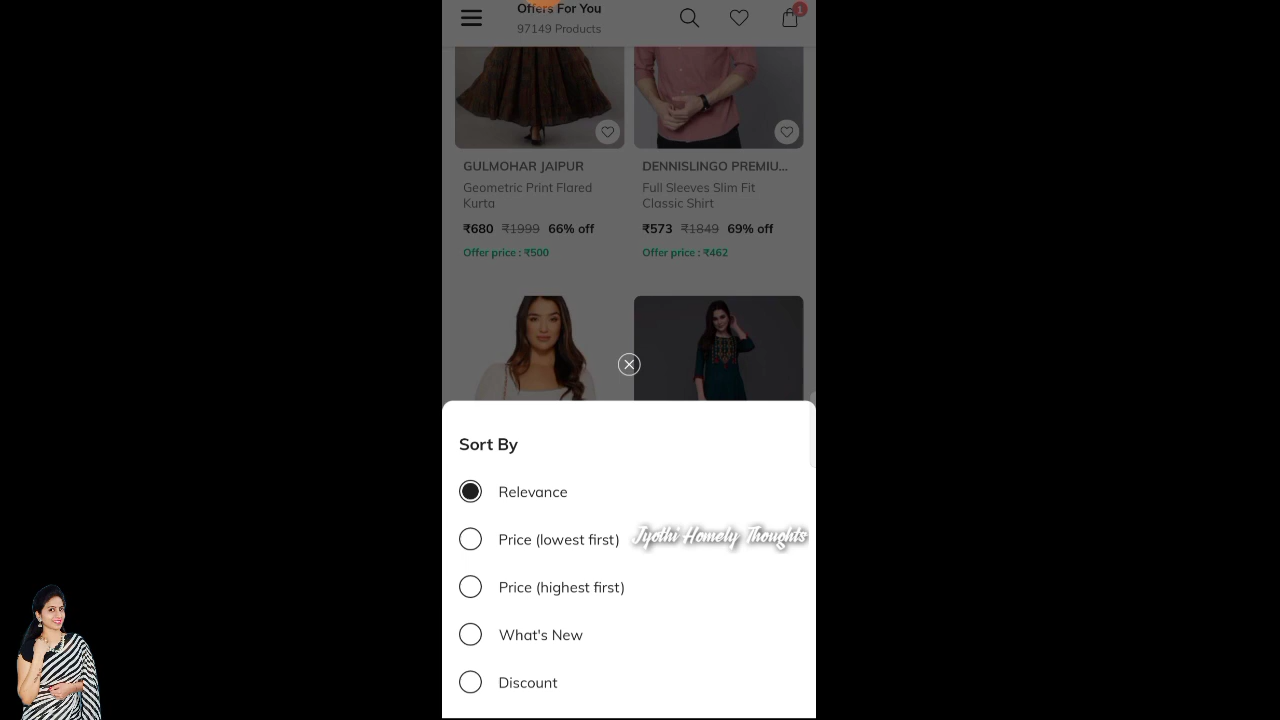 Offers For You
97149 Products
1
GULMOHAR JAIPUR
Geometric Print Flared
Kurta
₹680 ₹1999 66% off
Offer price : ₹500
DENNISLINGO PREMIU...
Full Sleeves Slim Fit
Classic Shirt
₹573 ₹1849 69% off
Offer price : ₹462
Sort By
Relevance
Price (lowest first)
Jyothi Homely Thoughts
Price (highest first)
What's New
Discount